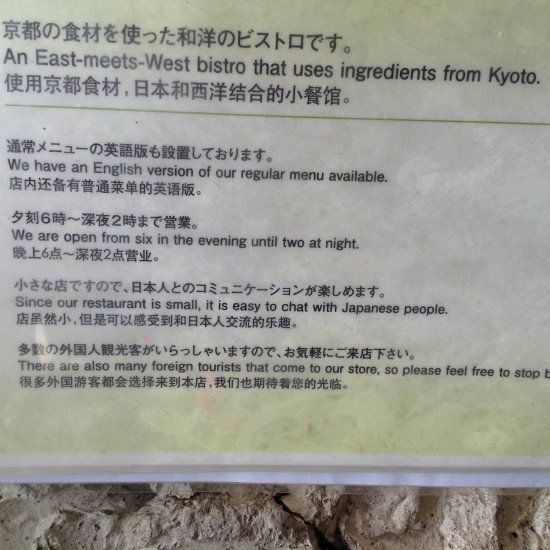 京都の食材を使った和洋のビストロです。
An East-meets-West bistro that uses ingredients from Kyoto.
使用京都食材，日本和西洋结合的小餐馆。
通常メニューの英語版も設置しております。
We have an English version of our regular menu available.
店内还备有普通菜单的英语版。
夕刻6時～深夜2時まで営業。
We are open from six in the evening until two at night.
晚上6点～深夜2点营业。
小さな店ですので、日本人とのコミュニケーションが楽しめます。
Since our restaurant is small, it is easy to chat with Japanese people.
店虽然小，但是可以感受到和日本人交流的乐趣。
多数の外国人観光客がいらっしゃいますので、お気軽にご来店下さい。
There are also many foreign tourists that come to our store, so please feel free to stop b
很多外国游客都会选择来到本店，我们也期待着您的光临。